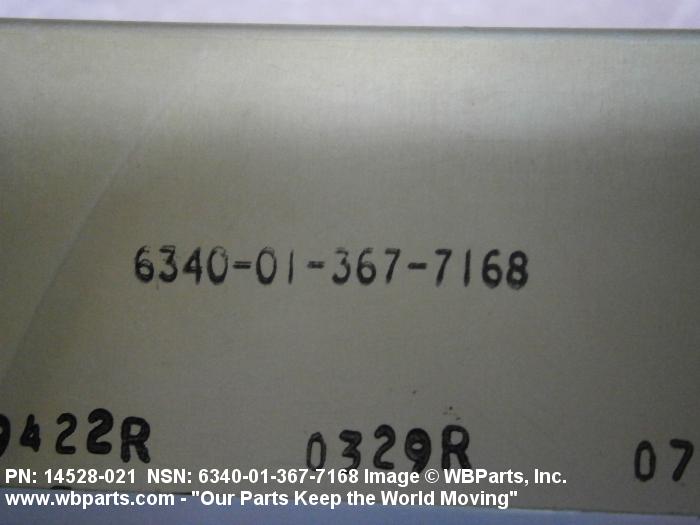 6340-01-367-7168
9422R 0329R 07
PN: 14528-021 NSN: 6340-01-367-7168 Image © WBParts, Inc.
www.wbparts.com - "Our Parts Keep the World Moving"